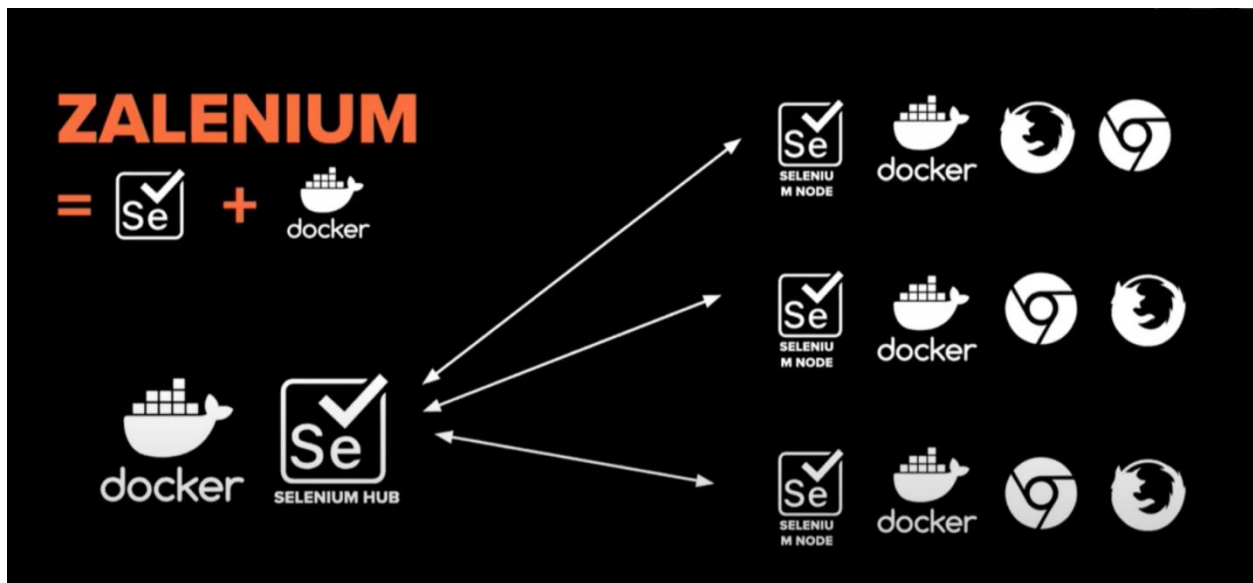 ZALENIUM
= Se + docker
docker Se
SELENIUM HUB
Se docker
SELENIU
M NODE
Se docker
SELENIU
M NODE
Se docker
SELENIU
M NODE